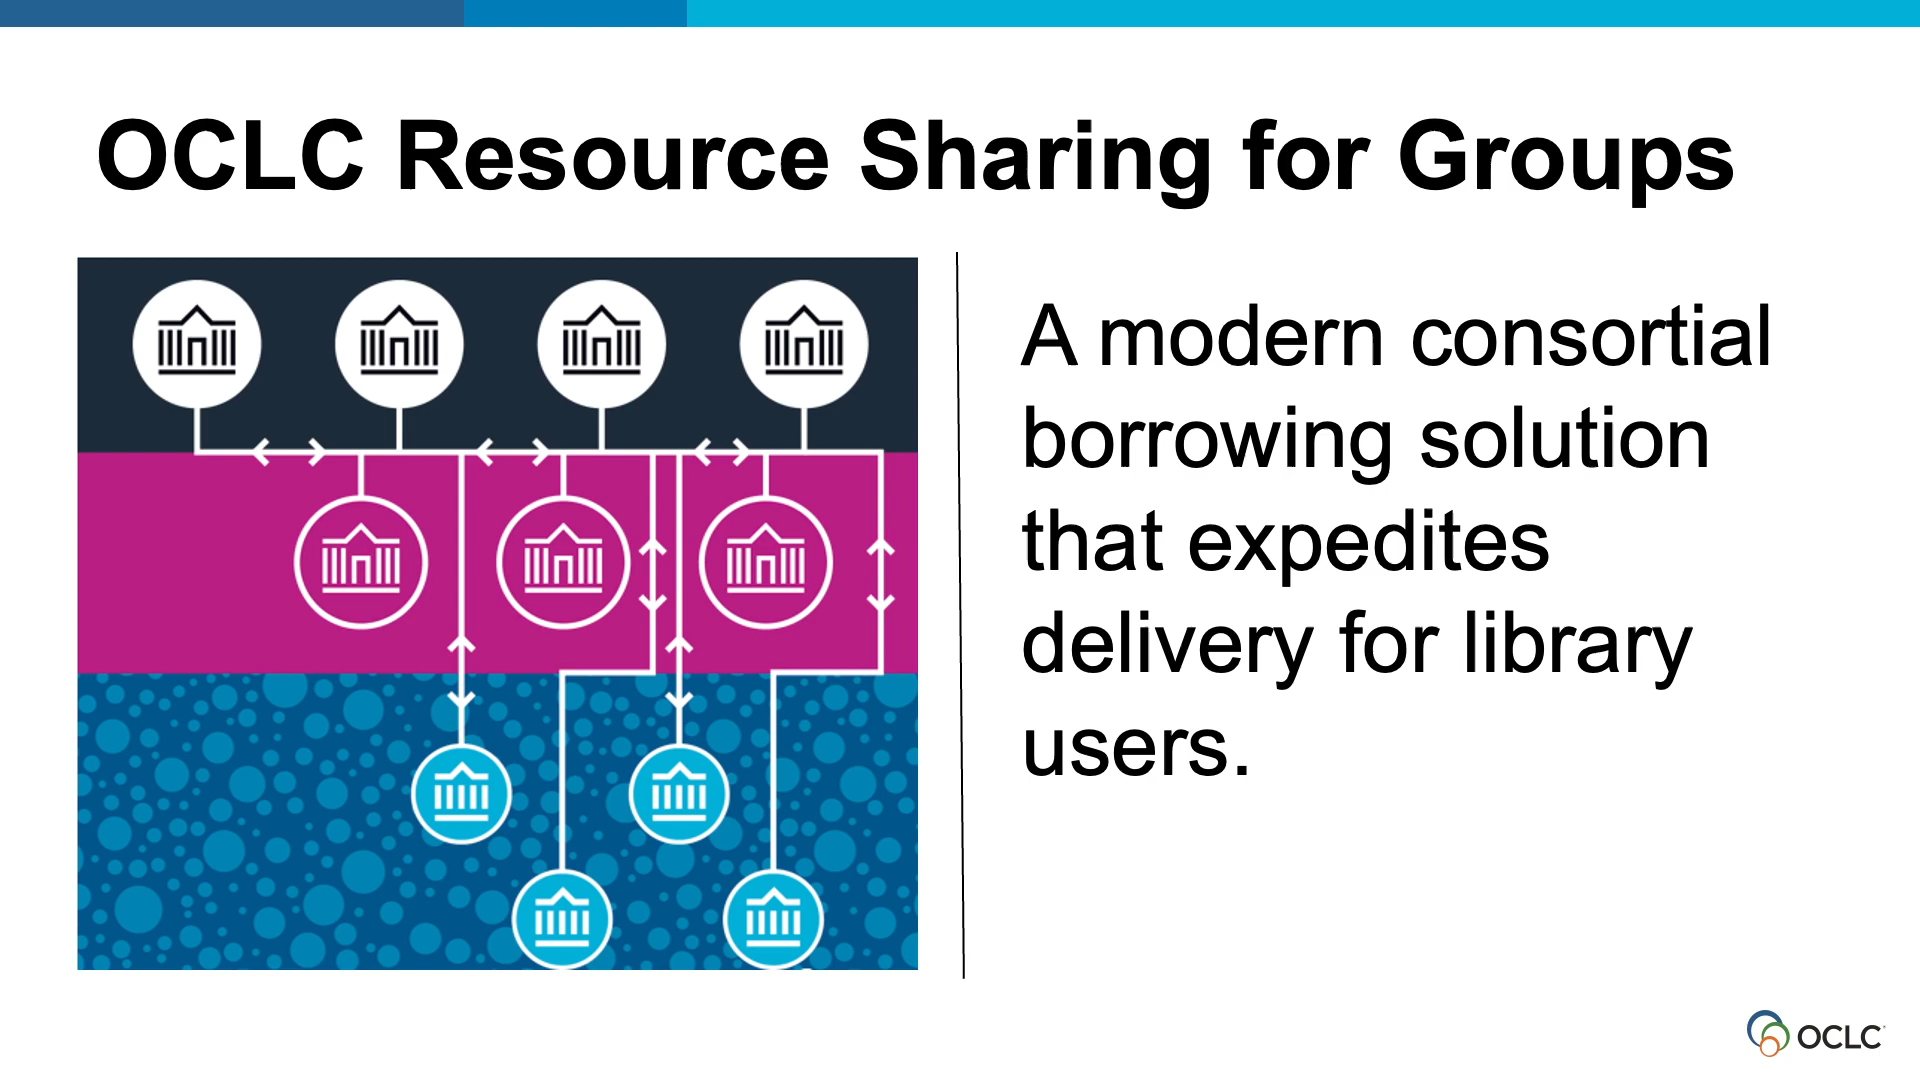 OCLC Resource Sharing for Groups
A modern consortial
borrowing solution
that expedites
delivery for library
users.
OCLC